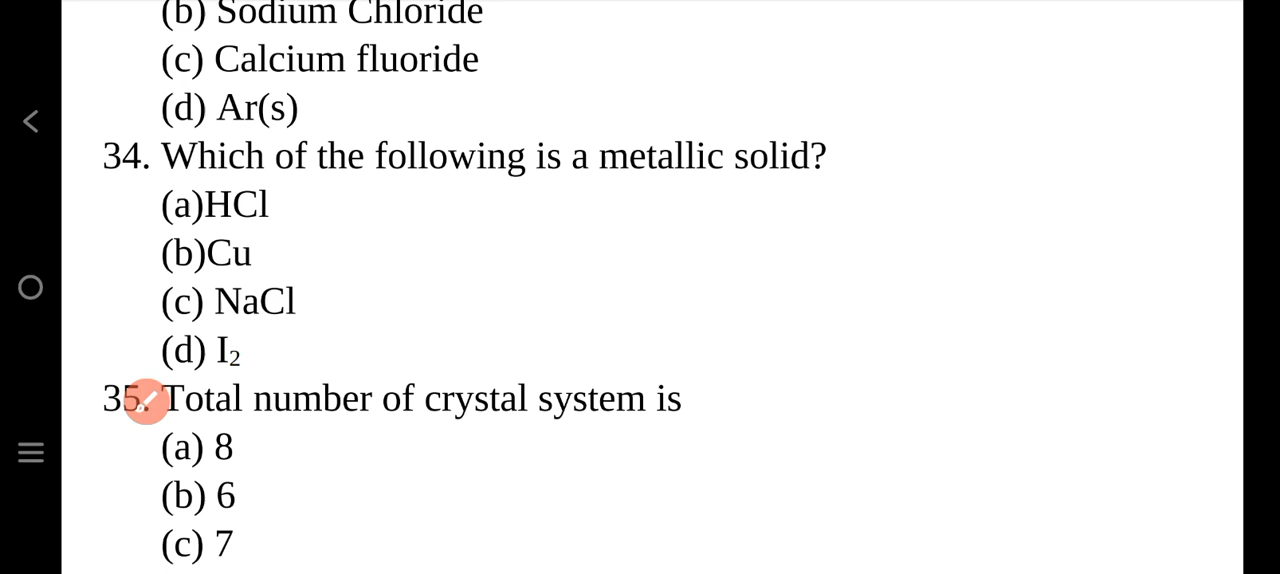 (b) Sodium Chloride
(c) Calcium fluoride
(d) Ar(s)
34. Which of the following is a metallic solid?
(a)HCl
(b)Cu
(c) NaCl
(d) I₂
35. Total number of crystal system is
(a) 8
(b) 6
(c) 7